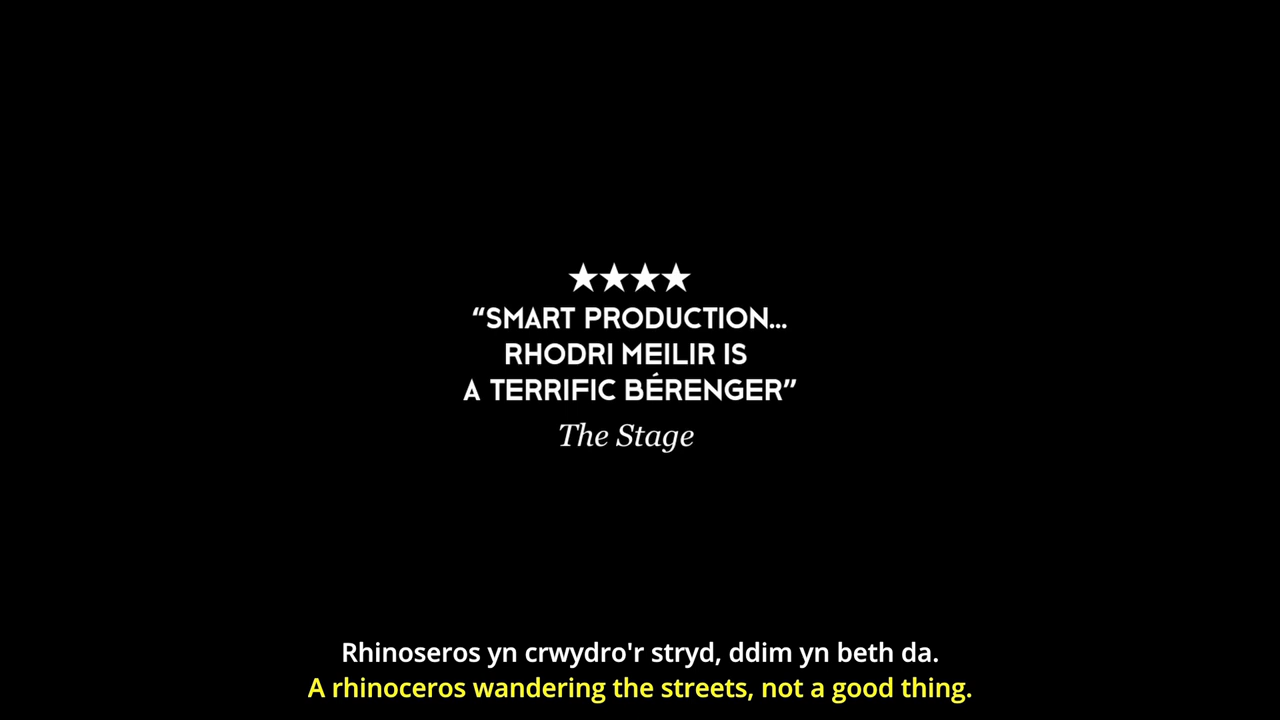 ★★★★
“SMART PRODUCTION...
RHODRI MEILIR IS
A TERRIFIC BÉRENGER”
The Stage
Rhinoseros yn crwydro'r stryd, ddim yn beth da.
A rhinoceros wandering the streets, not a good thing.